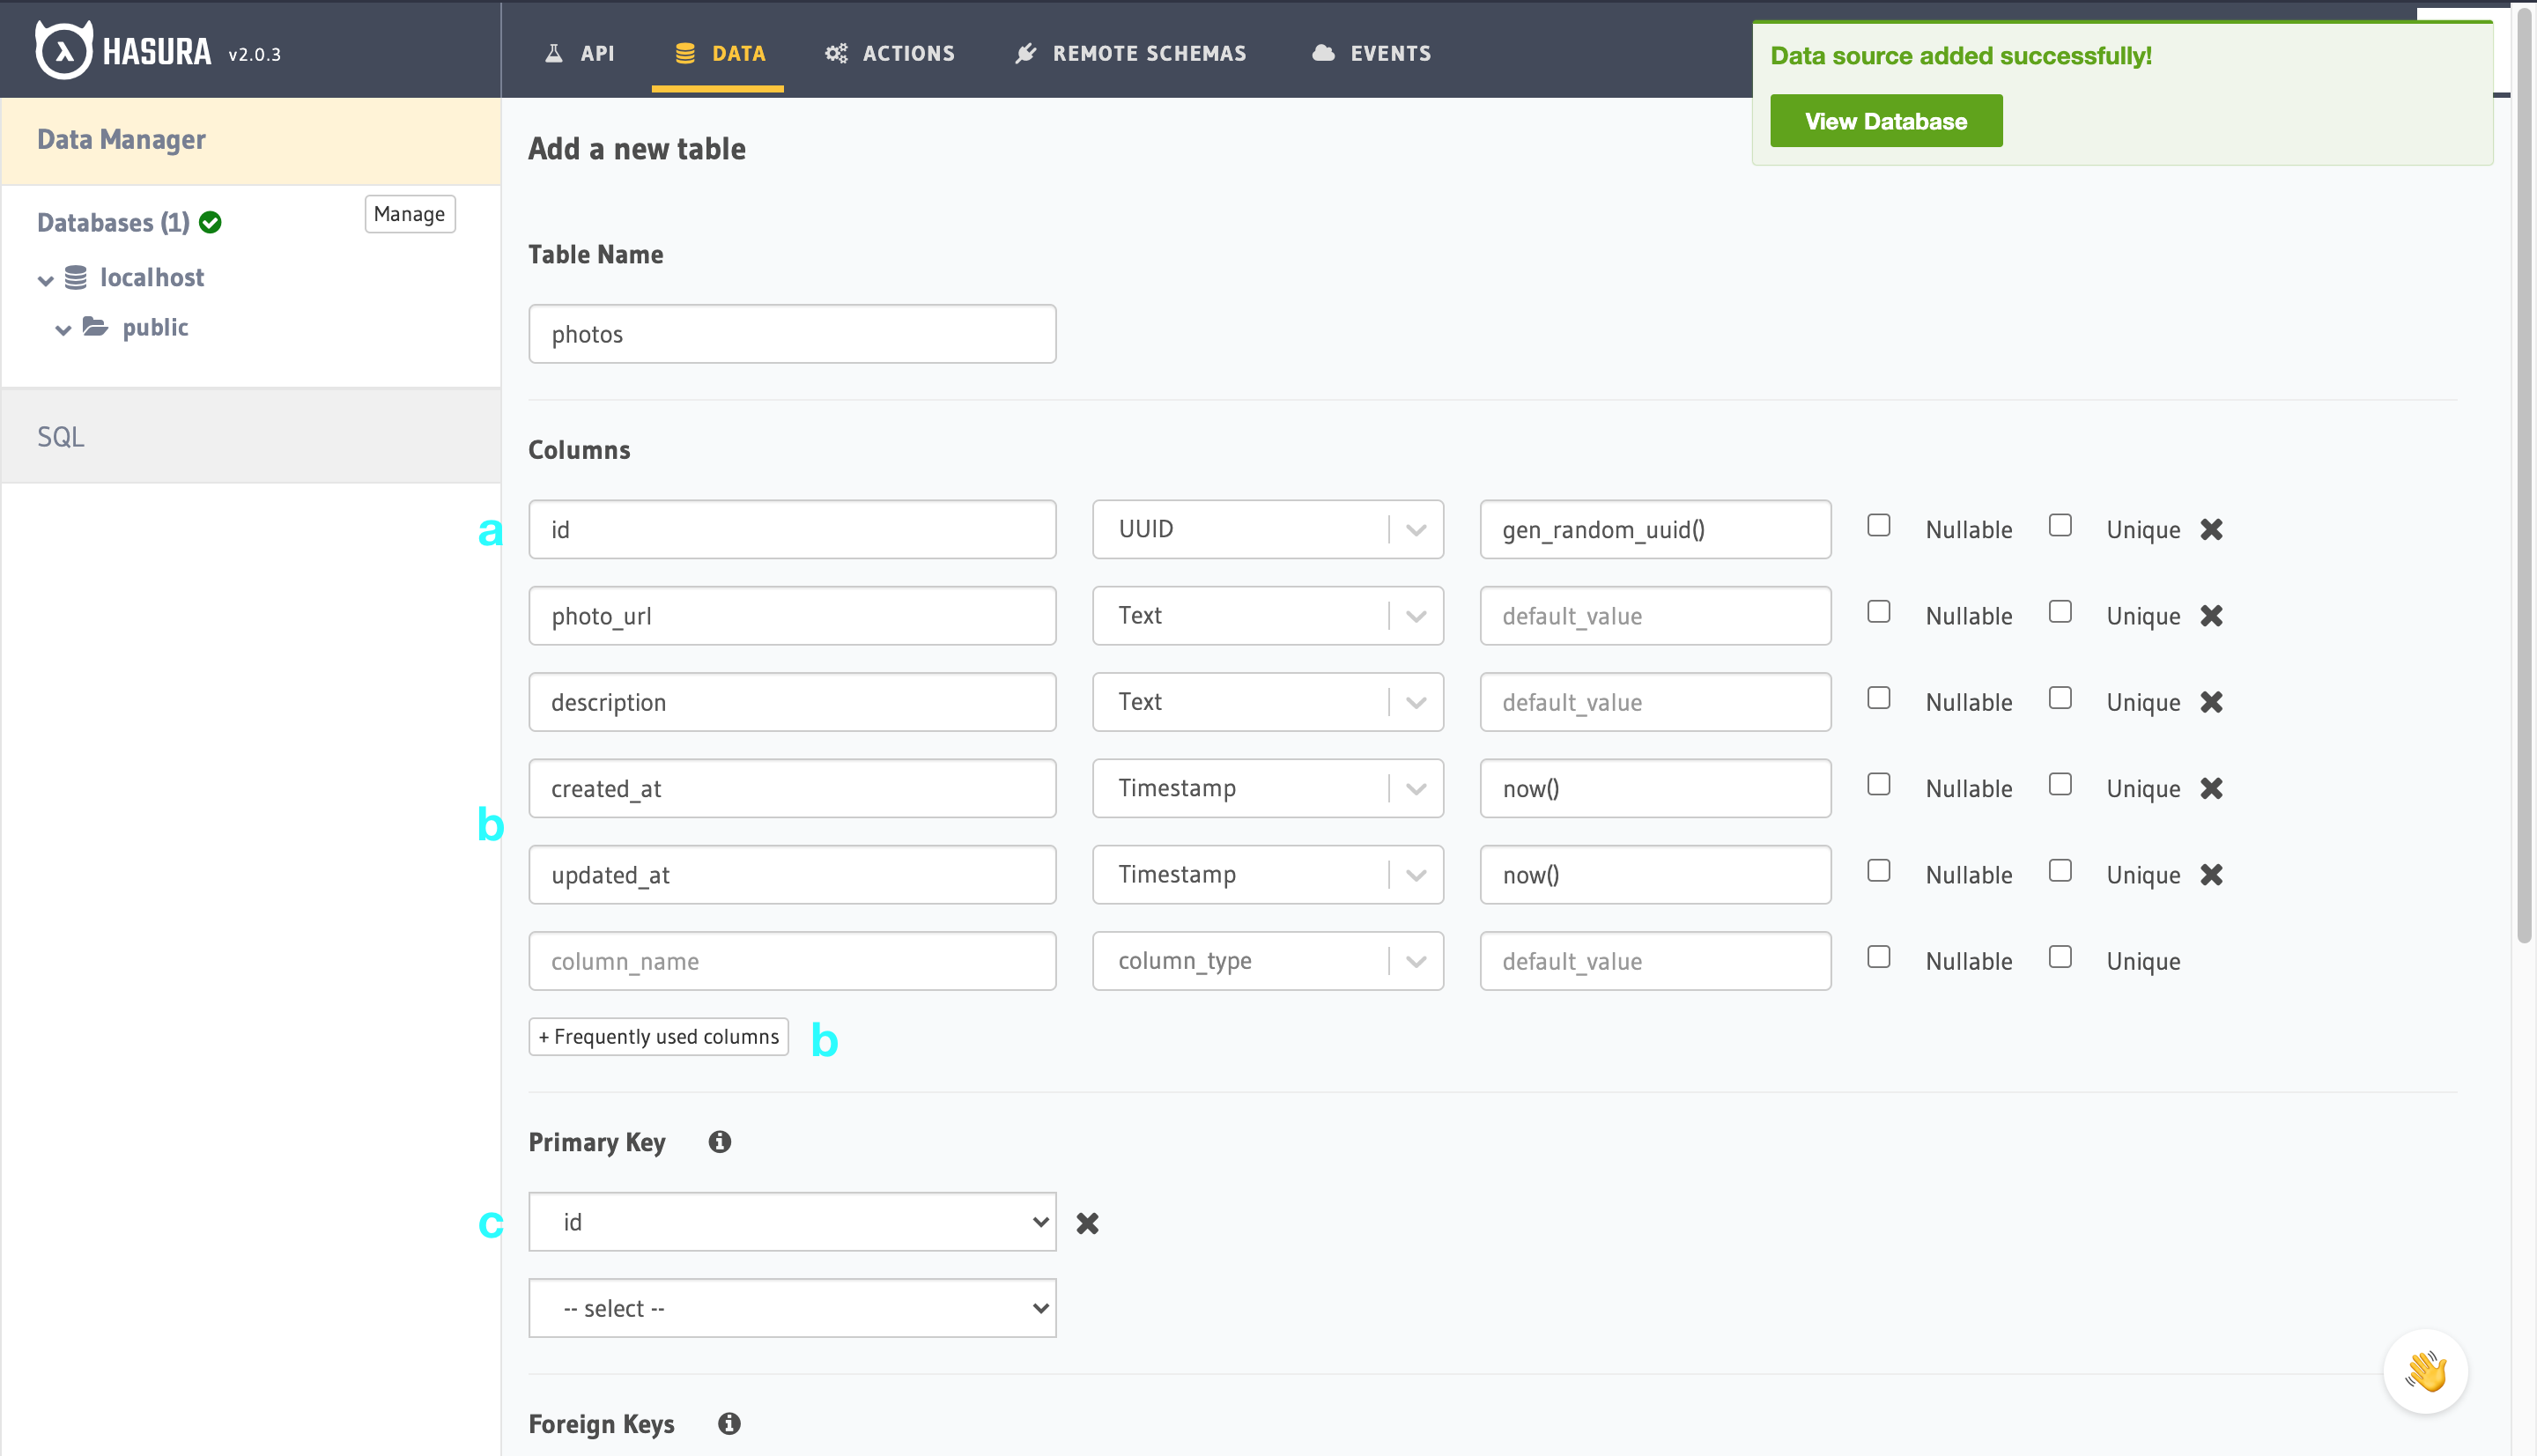 HASURA v2.0.3
API DATA ACTIONS REMOTE SCHEMAS EVENTS
Data source added successfully!
View Database
Data Manager
Databases (1) Manage
localhost
public
SQL
Add a new table
Table Name
photos
Columns
a id UUID gen_random_uuid() Nullable Unique
photo_url Text default_value Nullable Unique
description Text default_value Nullable Unique
created_at Timestamp now() Nullable Unique
b
updated_at Timestamp now() Nullable Unique
column_name column_type default_value Nullable Unique
+ Frequently used columns b
Primary Key
c id
-- select --
Foreign Keys